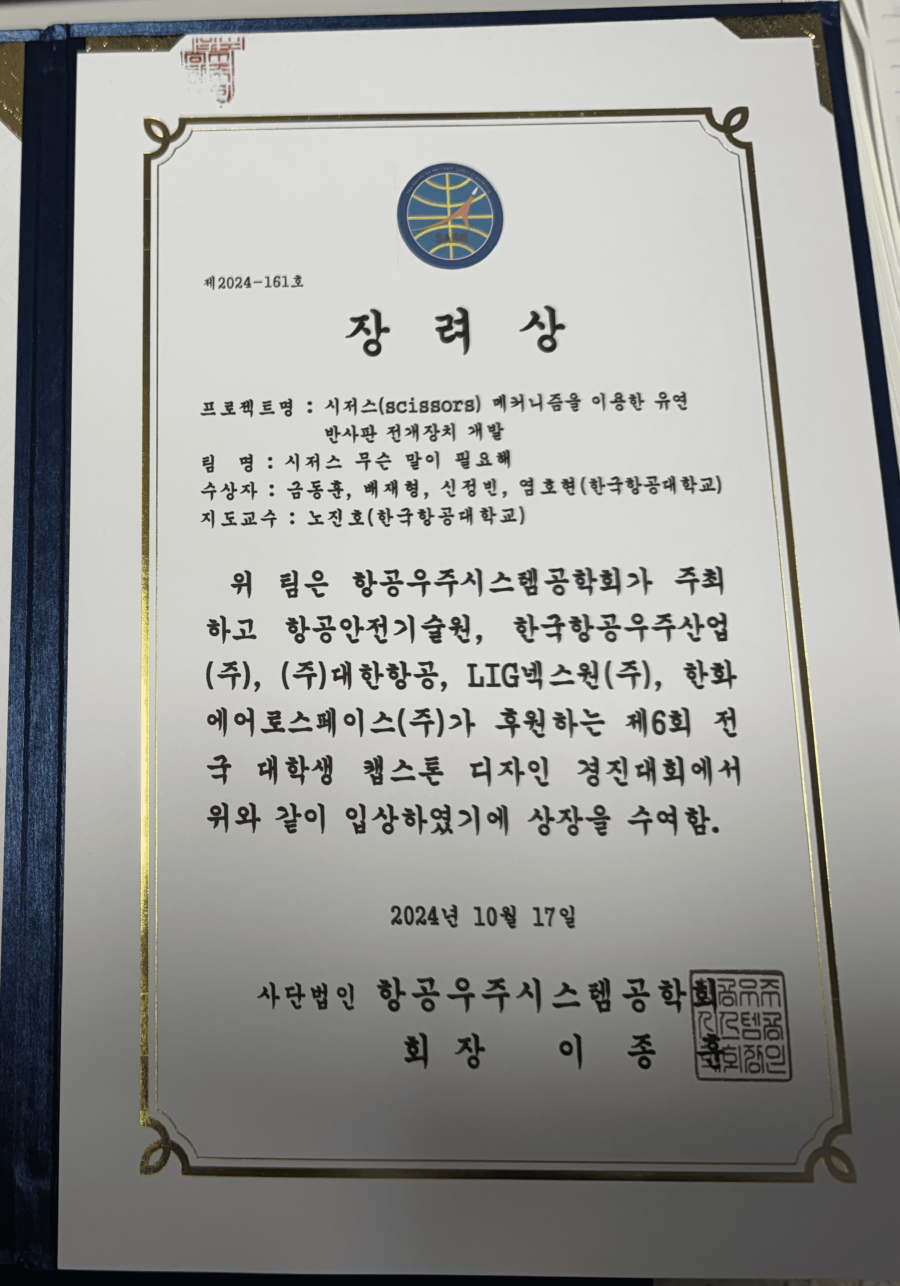 제2024-161호
장 려 상
프로젝트명 : 시저스(scissors) 메커니즘을 이용한 유연
반사판 전개장치 개발
팀 명 : 시저스 무슨 말이 필요해
수상자 : 금동훈, 배재형, 신정빈, 염호현(한국항공대학교)
지도교수 : 노진호(한국항공대학교)
위 팀은 항공우주시스템공학회가 주최
하고 항공안전기술원, 한국항공우주산업
(주), (주)대한항공, LIG넥스원(주), 한화
에어로스페이스(주)가 후원하는 제6회 전
국 대학생 캡스톤 디자인 경진대회에서
위와 같이 입상하였기에 상장을 수여함.
2024년 10월 17일
사단법인 항공우주시스템공학회
회 장 이 종 훈